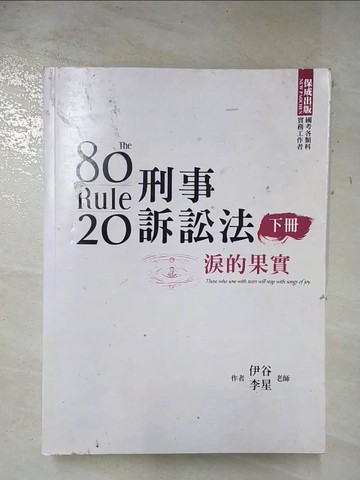 保成出版
NEW FORCES
國考各類科
實務工作者
The
80
Rule
20
刑事
訴訟法
下冊
淚的果實
Those who sow with tears will reap with songs of joy
作者 伊谷 李星 老師